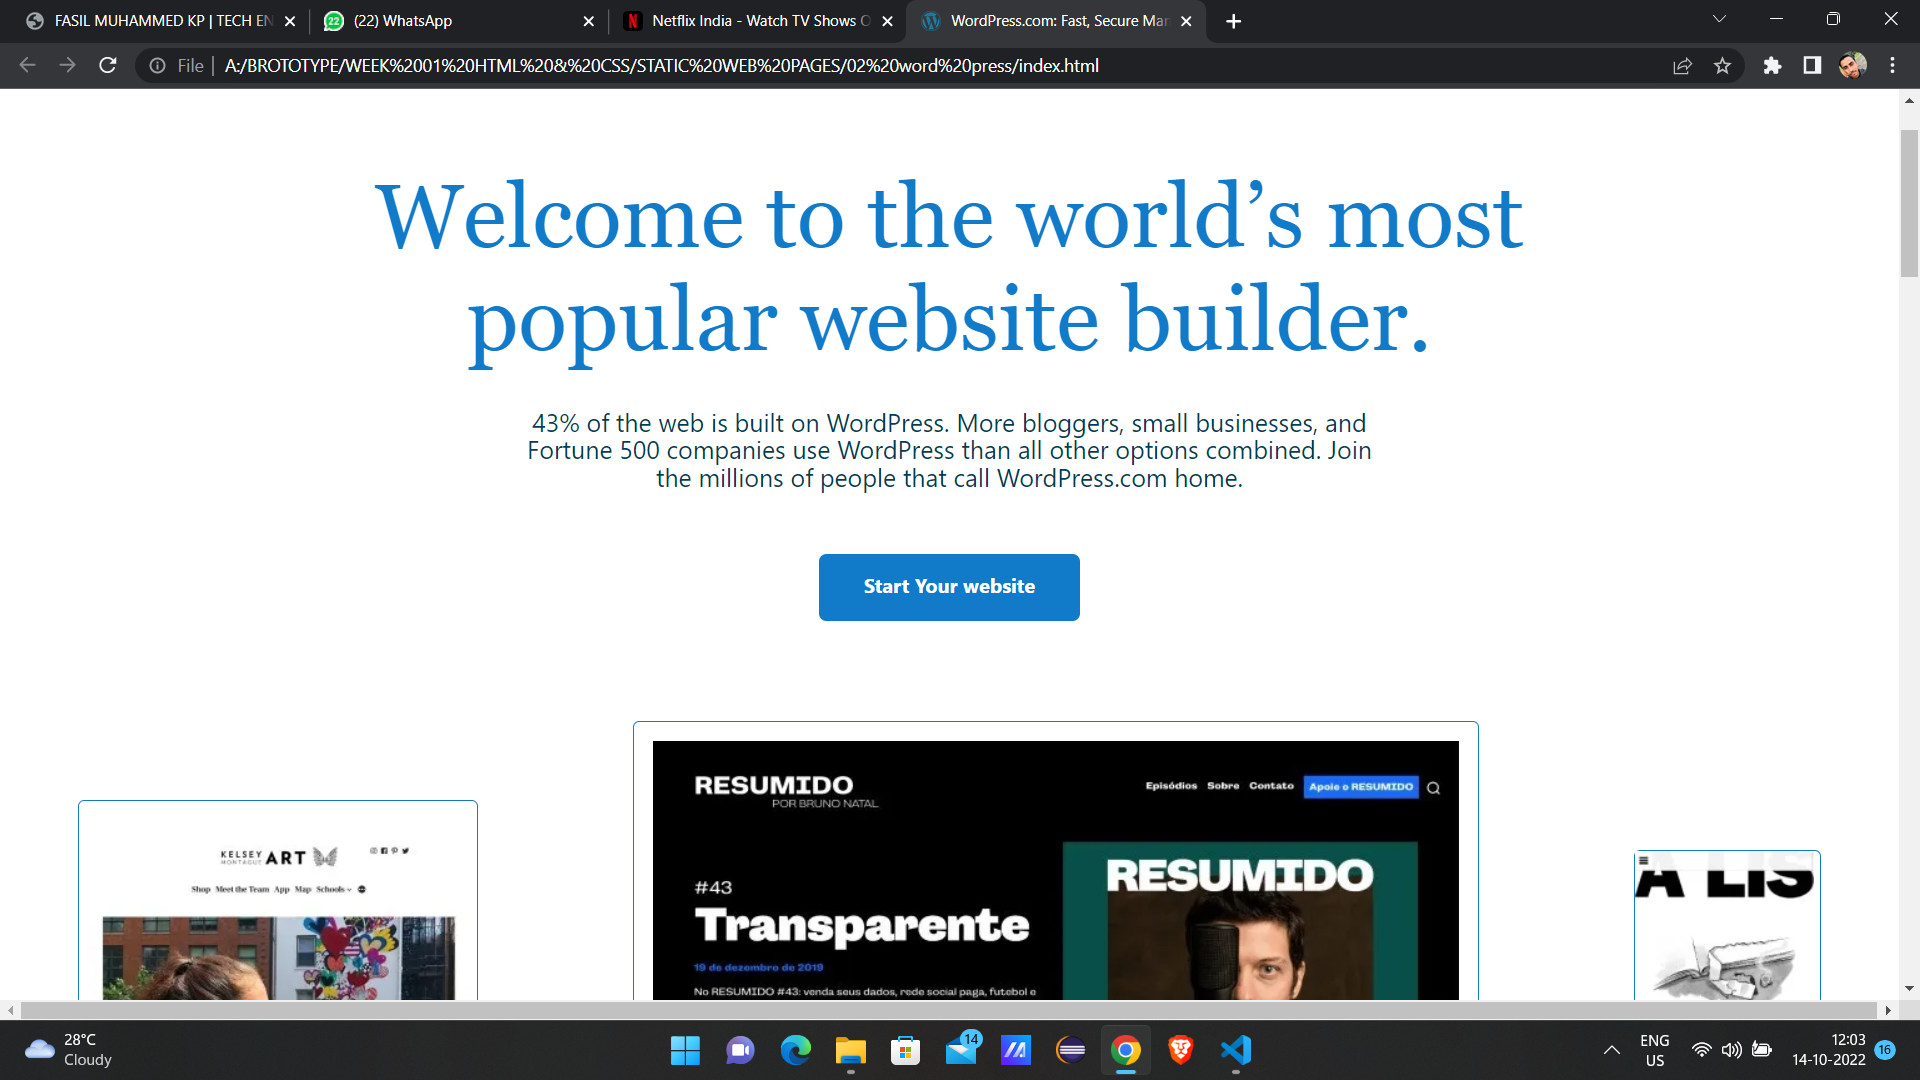 FASIL MUHAMMED KP | TECH EN
22
(22) WhatsApp
Netflix India - Watch TV Shows O
WordPress.com: Fast, Secure Mar
File
A:/BROTOTYPE/WEEK%2001%20HTML%20&%20CSS/STATIC%20WEB%20PAGES/02%20word%20press/index.html
Welcome to the world’s most
popular website builder.
43% of the web is built on WordPress. More bloggers, small businesses, and
Fortune 500 companies use WordPress than all other options combined. Join
the millions of people that call WordPress.com home.
Start Your website
KELSEY
MONTAGUE
ART
Shop Meet the Team App Map Schools
RESUMIDO
POR BRUNO NATAL
Episódios Sobre Contato Apoie o RESUMIDO
#43
Transparente
19 de dezembro de 2019
No RESUMIDO #43: venda seus dados, rede social paga, futebol e
RESUMIDO
A LIS
28°C
Cloudy
14
ENG
US
12:03
14-10-2022
16